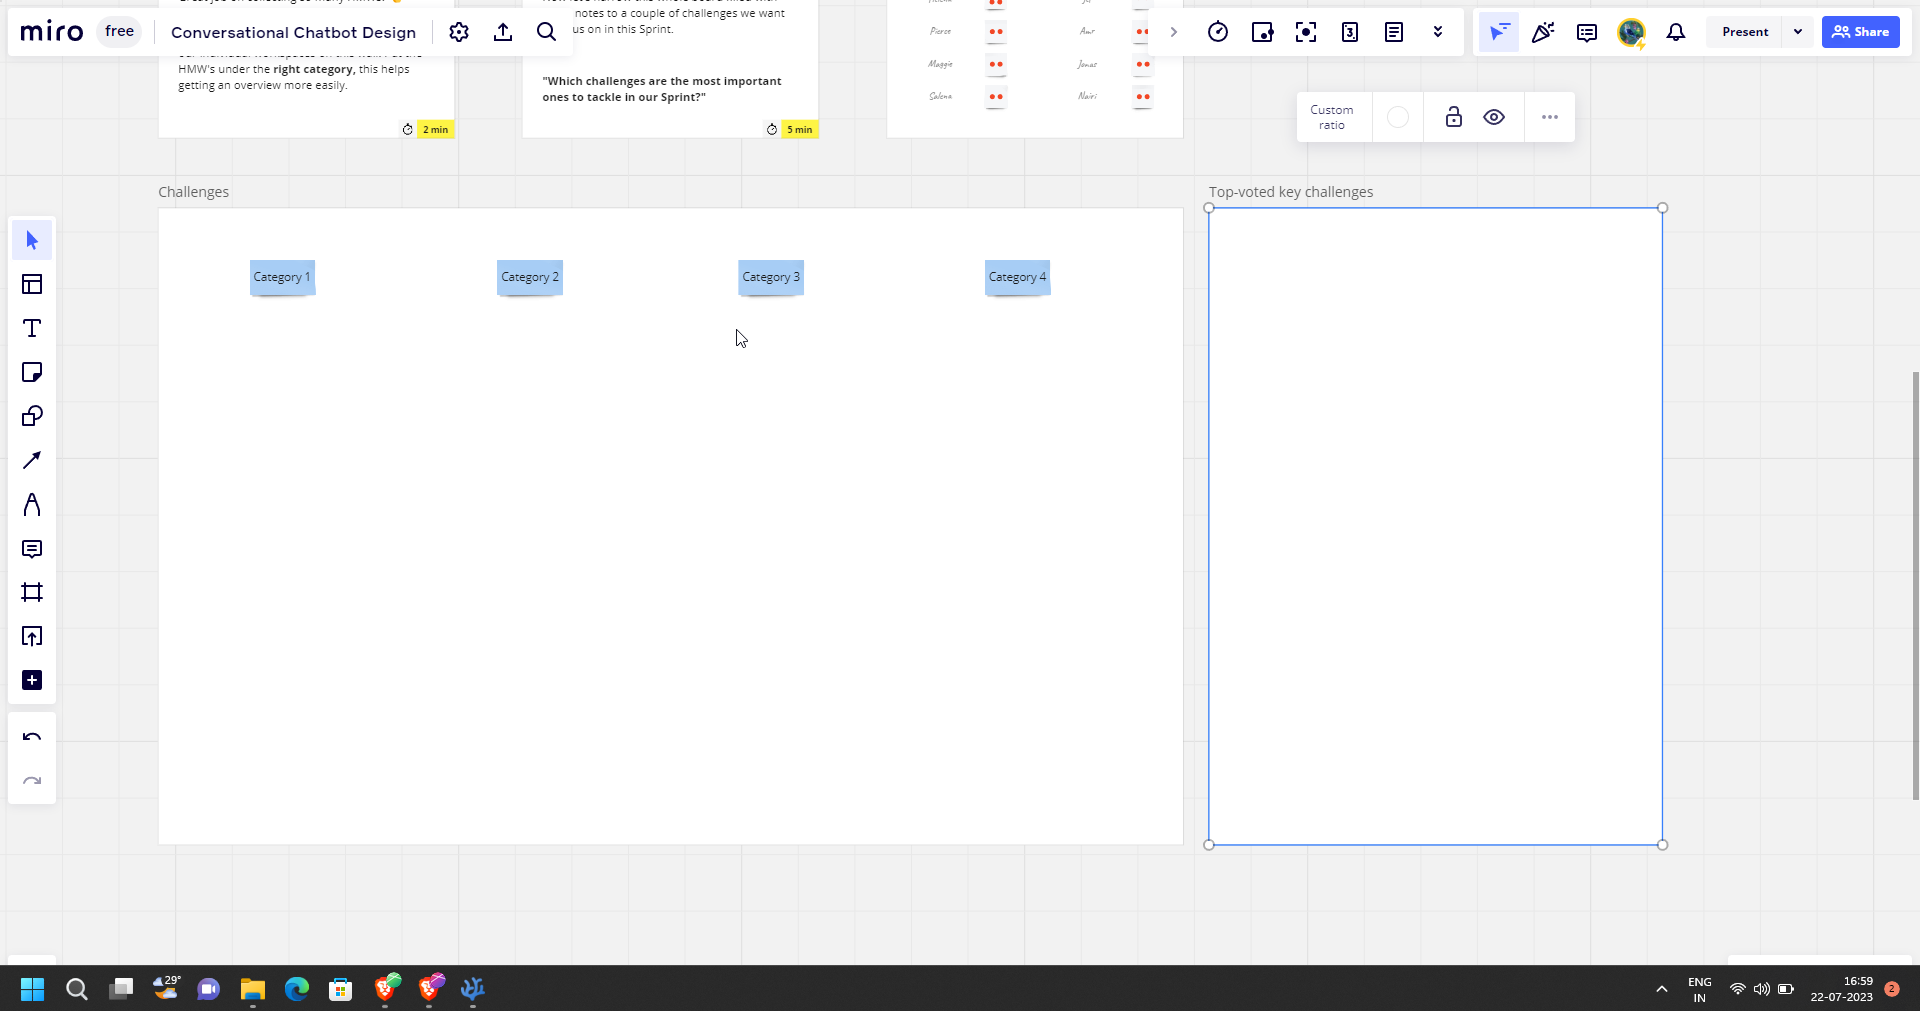 miro
free
Conversational Chatbot Design
Present
Share
HMW's under the right category, this helps
getting an overview more easily.
2 min
notes to a couple of challenges we want
us on in this Sprint.
"Which challenges are the most important
ones to tackle in our Sprint?"
5 min
Pierce
Amr
Maggie
Jonas
Salena
Nairi
Custom
ratio
Challenges
Category 1
Category 2
Category 3
Category 4
Top-voted key challenges
29°
ENG
IN
16:59
22-07-2023
2